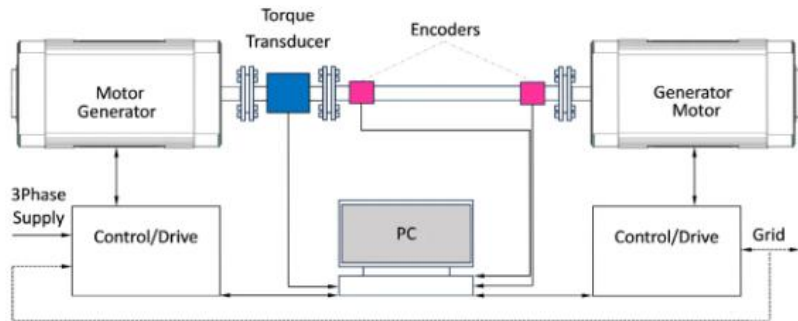 Torque
Transducer
Encoders
Motor
Generator
Generator
Motor
3Phase
Supply
Control/Drive
PC
Control/Drive
Grid